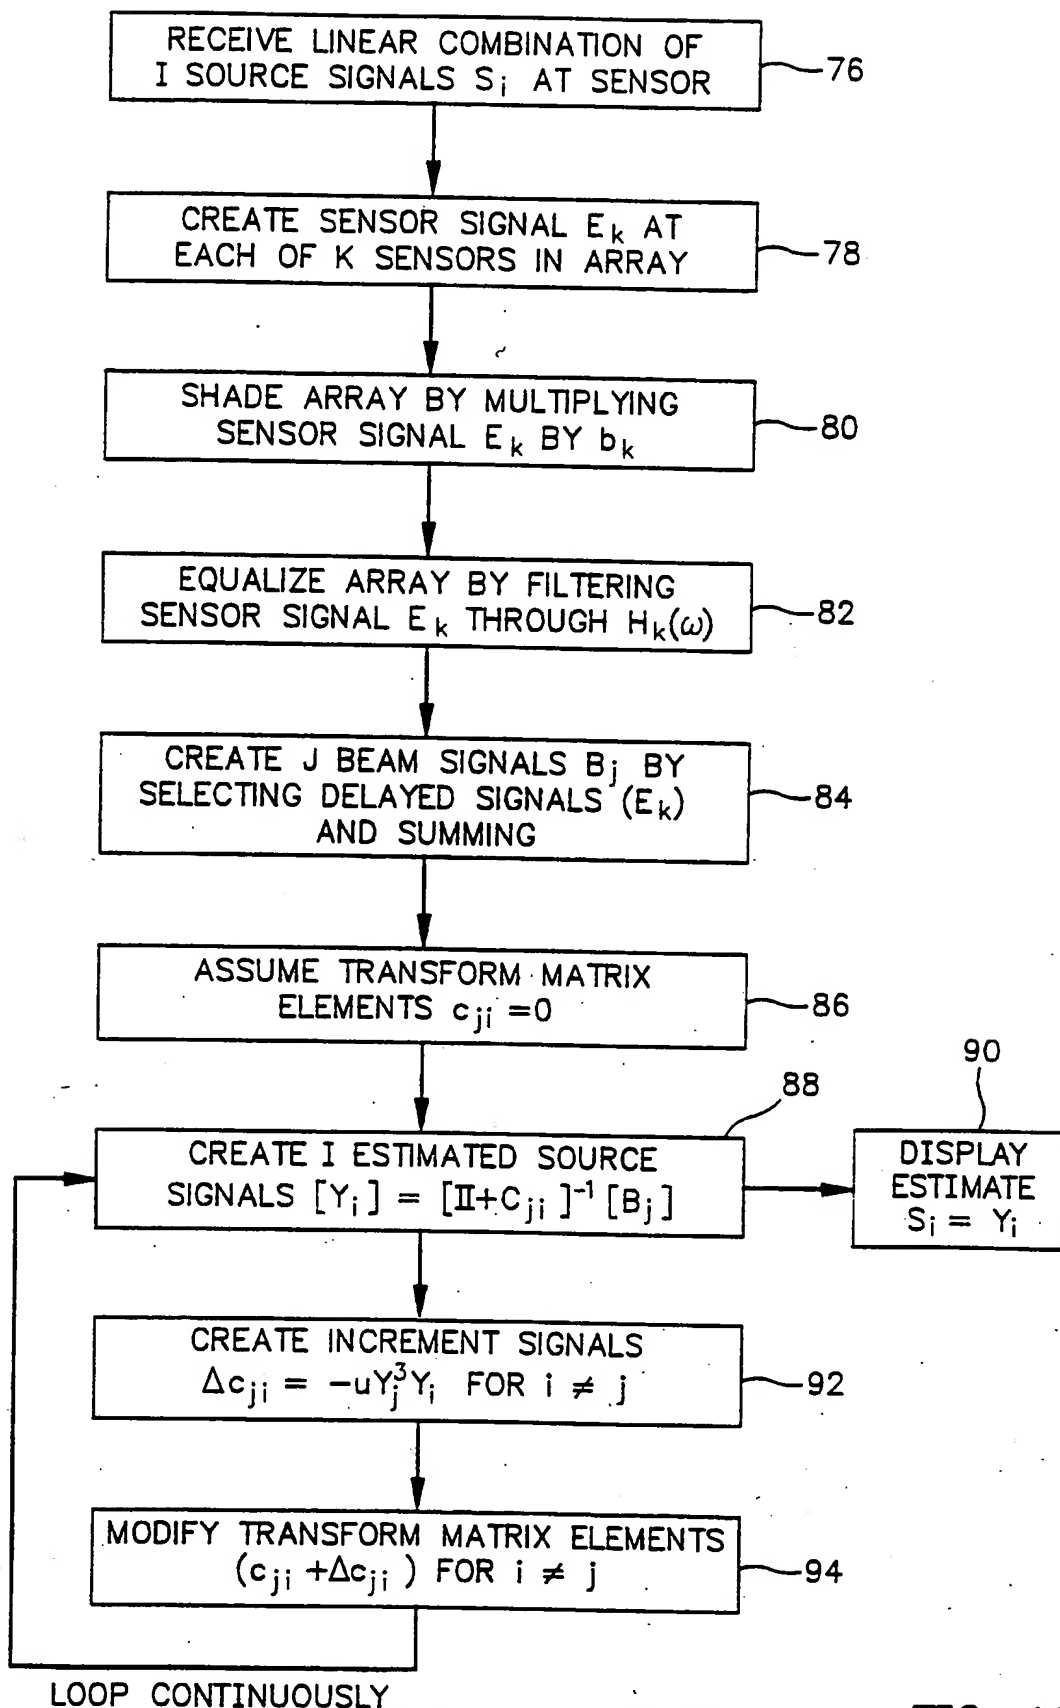 RECEIVE LINEAR COMBINATION OF
I SOURCE SIGNALS Si AT SENSOR
76
CREATE SENSOR SIGNAL Ek AT
EACH OF K SENSORS IN ARRAY
78
SHADE ARRAY BY MULTIPLYING
SENSOR SIGNAL Ek BY bk
80
EQUALIZE ARRAY BY FILTERING
SENSOR SIGNAL Ek THROUGH Hk(ω)
82
CREATE J BEAM SIGNALS Bj BY
SELECTING DELAYED SIGNALS (Ek)
AND SUMMING
84
ASSUME TRANSFORM MATRIX
ELEMENTS cji =0
86
CREATE I ESTIMATED SOURCE
SIGNALS [Yi] = [II+Cji]⁻¹ [Bj]
88
90
DISPLAY
ESTIMATE
Si = Yi
CREATE INCREMENT SIGNALS
Δcji = -uYj³Yi FOR i ≠ j
92
MODIFY TRANSFORM MATRIX ELEMENTS
(cji +Δcji) FOR i ≠ j
94
LOOP CONTINUOUSLY